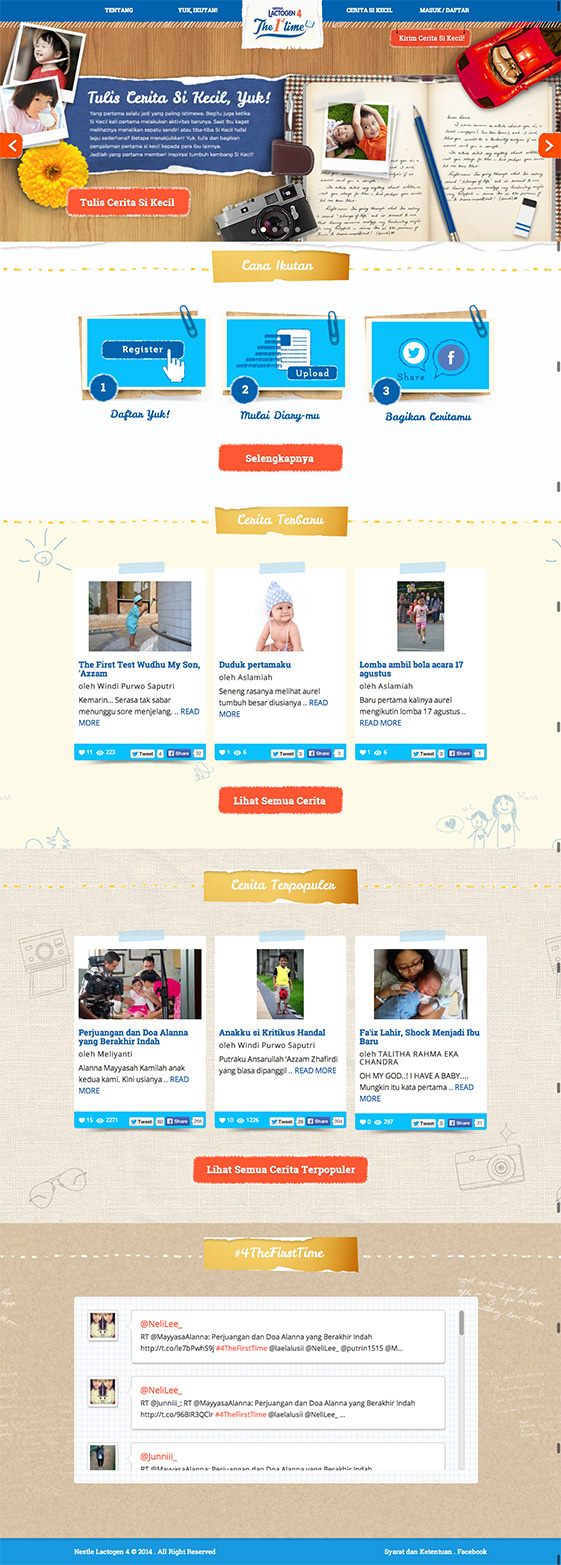 TENTANG
YUK, IKUTAN!
Nestlé
LACTOGEN 4
The 1st time
CERITA SI KECIL
MASUK / DAFTAR
Kirim Cerita Si Kecil!
Tulis Cerita Si Kecil, Yuk!
Yang pertama selalu jadi yang paling istimewa. Begitu juga ketika
Si Kecil kali pertama melakukan aktivitas berunya. Saat Ibu kaget
melihatnya menaikan sepatu sendiri atau tiba-tiba Si Kecil hafal
lagu sederhana? Betapa menakjubkan! Yuk, tulis dan bagikan
pengalaman pertama si kecil kepada para ibu lainnya.
Jadilah yang pertama memberi inspirasi tumbuh kembang Si Kecil!
Tulis Cerita Si Kecil
Cara Ikutan
Register
1
Daftar Yuk!
Upload
2
Mulai Diary-mu
Share
3
Bagikan Ceritamu
Selengkapnya
Cerita Terbaru
The First Test Wudhu My Son,
'Azzam
oleh Windi Purwo Saputri
Kemarin... Serasa tak sabar
menunggu sore menjelang, .. READ
MORE
11 223 Tweet 4 Share 32
Duduk pertamaku
oleh Aslamiah
Seneng rasanya melihat aurel
tumbuh besar diusianya .. READ
MORE
1 6 Tweet 0 Share 3
Lomba ambil bola acara 17
agustus
oleh Aslamiah
Baru pertama kalinya aurel
mengikutin lomba 17 agustus ..
READ MORE
1 6 Tweet 0 Share 1
Lihat Semua Cerita
ME
MOM
Cerita Terpopuler
Perjuangan dan Doa Alanna
yang Berakhir Indah
oleh Meliyanti
Alanna Mayyasah Kamilah anak
kedua kami. Kini usianya .. READ
MORE
15 2271 Tweet 60 Share 265
Anakku si Kritikus Handal
oleh Windi Purwo Saputri
Putraku Ansarullah 'Azzam Zhafirdi
yang biasa dipanggil .. READ MORE
10 1226 Tweet 26 Share 304
Fa'iz Lahir, Shock Menjadi Ibu
Baru
oleh TALITHA RAHMA EKA
CHANDRA
OH MY GOD..! I HAVE A BABY....
Mungkin itu kata pertama .. READ
MORE
0 297 Tweet 0 Share 31
Lihat Semua Cerita Terpopuler
#4TheFirstTime
@NeliLee_
RT @MayyasaAlanna: Perjuangan dan Doa Alanna yang Berakhir Indah
http://t.co/le7bPwhS9j #4TheFirstTime @laelalusii @NeliLee_ @putrin1515 @M...
@NeliLee_
RT @Junniii_: RT @MayyasaAlanna: Perjuangan dan Doa Alanna yang Berakhir Indah
http://t.co/96BIR3QClr #4TheFirstTime @laelalusii @NeliLee_ ...
@Junniii_
RT @MayyasaAlanna: Perjuangan dan Doa Alanna yang Berakhir Indah
Nestle Lactogen 4 © 2014 . All Right Reserved
Syarat dan Ketentuan . Facebook